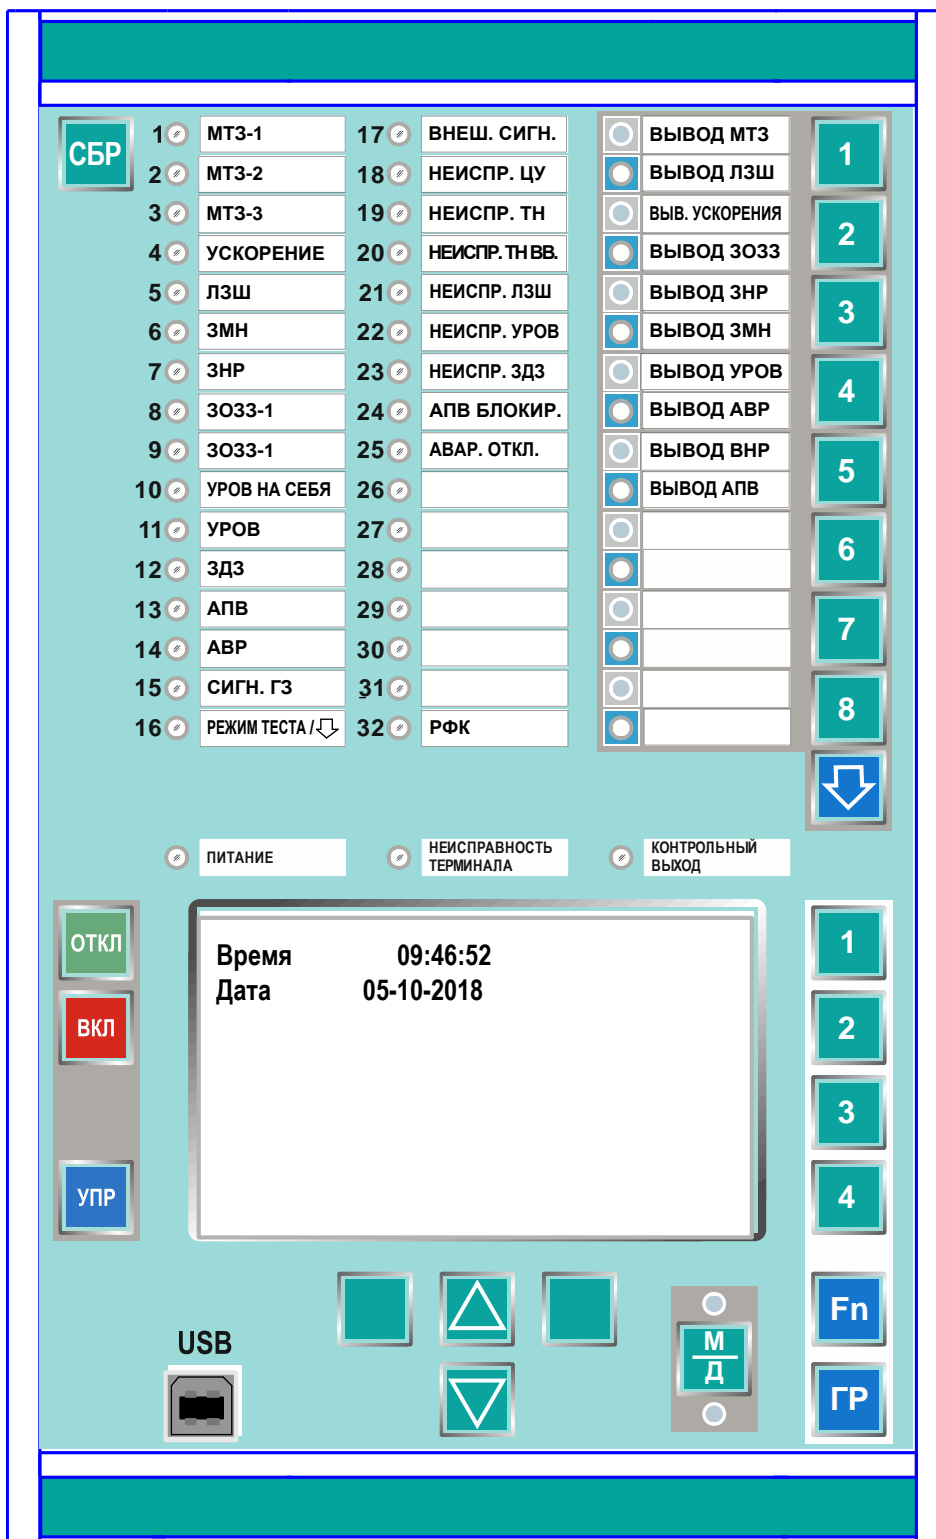 СБР
1 МТЗ-1
2 МТЗ-2
3 МТЗ-3
4 УСКОРЕНИЕ
5 ЛЗШ
6 ЗМН
7 ЗНР
8 ЗОЗЗ-1
9 ЗОЗЗ-1
10 УРОВ НА СЕБЯ
11 УРОВ
12 ЗДЗ
13 АПВ
14 АВР
15 СИГН. ГЗ
16 РЕЖИМ ТЕСТА /
17 ВНЕШ. СИГН.
18 НЕИСПР. ЦУ
19 НЕИСПР. ТН
20 НЕИСПР. ТН ВВ.
21 НЕИСПР. ЛЗШ
22 НЕИСПР. УРОВ
23 НЕИСПР. ЗДЗ
24 АПВ БЛОКИР.
25 АВАР. ОТКЛ.
26
27
28
29
30
31
32 РФК
ВЫВОД МТЗ
ВЫВОД ЛЗШ
ВЫВ. УСКОРЕНИЯ
ВЫВОД ЗОЗЗ
ВЫВОД ЗНР
ВЫВОД ЗМН
ВЫВОД УРОВ
ВЫВОД АВР
ВЫВОД ВНР
ВЫВОД АПВ
1
2
3
4
5
6
7
8
ПИТАНИЕ
НЕИСПРАВНОСТЬ
ТЕРМИНАЛА
КОНТРОЛЬНЫЙ
ВЫХОД
ОТКЛ
ВКЛ
УПР
Время 09:46:52
Дата 05-10-2018
1
2
3
4
Fn
ГР
USB
М
Д